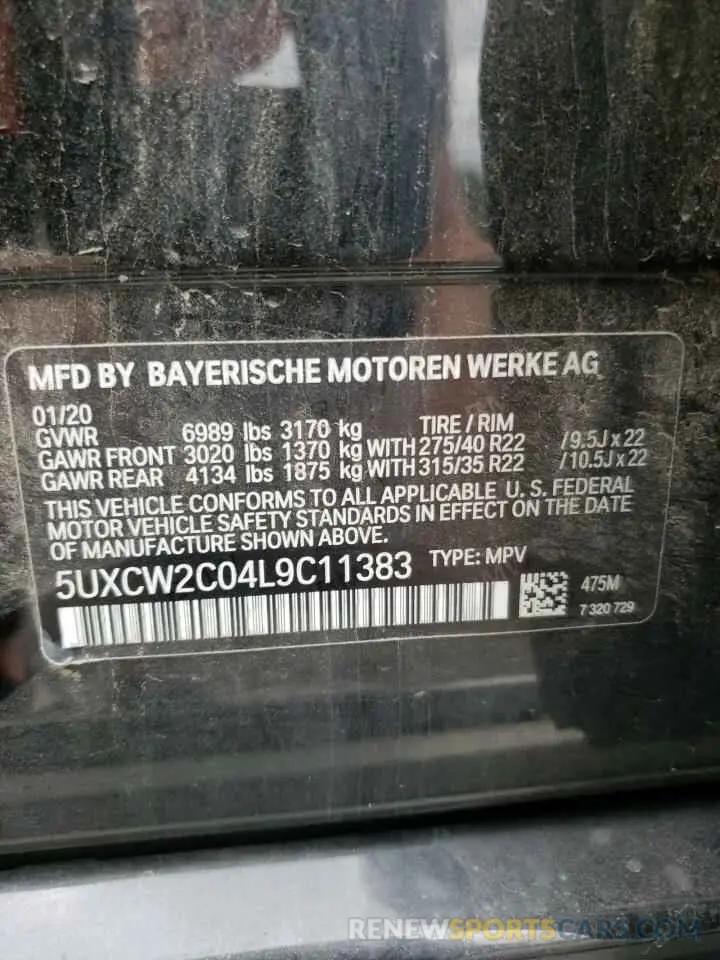 MFD BY BAYERISCHE MOTOREN WERKE AG
01/20 TIRE / RIM
GVWR 6989 lbs 3170 kg
GAWR FRONT 3020 lbs 1370 kg WITH 275/40 R22 /9.5J x 22
GAWR REAR 4134 lbs 1875 kg WITH 315/35 R22 /10.5J x 22
THIS VEHICLE CONFORMS TO ALL APPLICABLE U. S. FEDERAL
MOTOR VEHICLE SAFETY STANDARDS IN EFFECT ON THE DATE
OF MANUFACTURE SHOWN ABOVE.
5UXCW2C04L9C11383 TYPE: MPV
475M
7 320 729
RENEWSPORTSCARS.COM